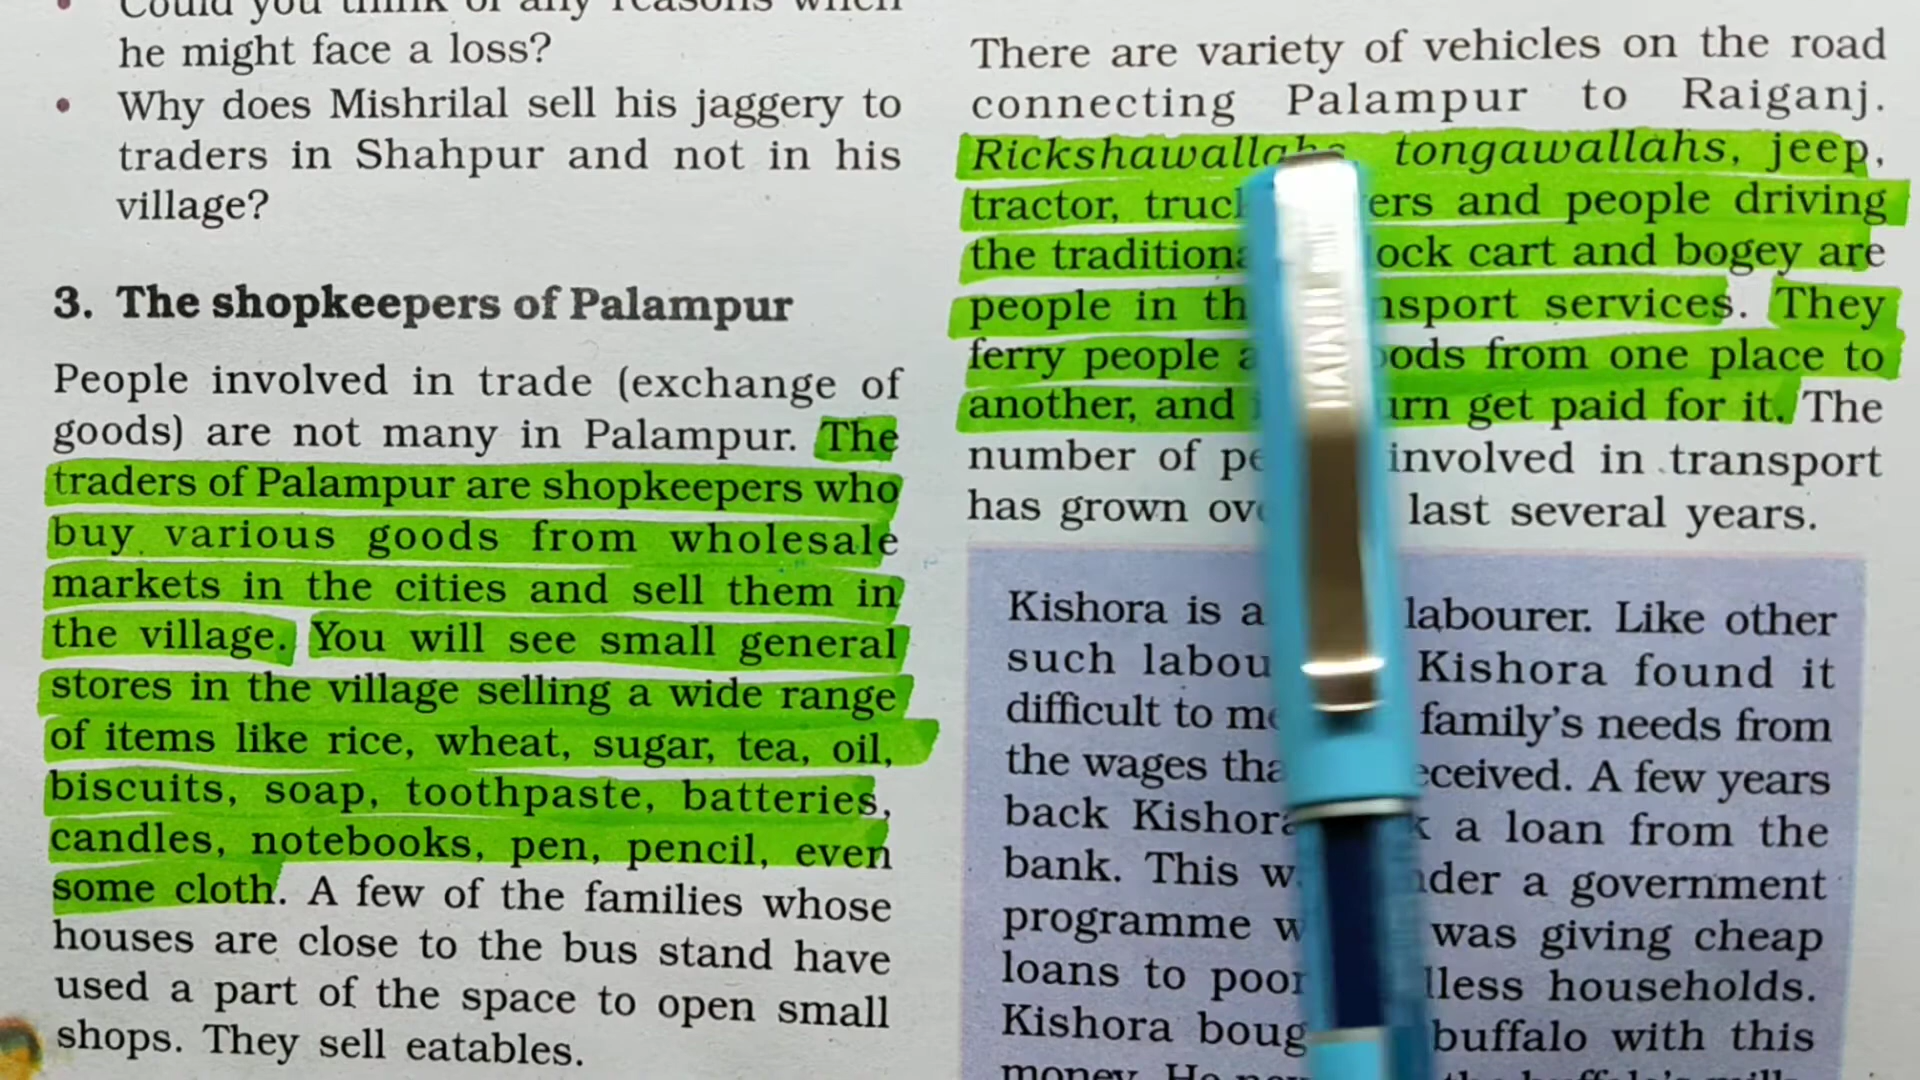 Could you think of any reasons when
he might face a loss?
• Why does Mishrilal sell his jaggery to
traders in Shahpur and not in his
village?
3. The shopkeepers of Palampur
People involved in trade (exchange of
goods) are not many in Palampur. The
traders of Palampur are shopkeepers who
buy various goods from wholesale
markets in the cities and sell them in
the village. You will see small general
stores in the village selling a wide range
of items like rice, wheat, sugar, tea, oil,
biscuits, soap, toothpaste, batteries,
candles, notebooks, pen, pencil, even
some cloth. A few of the families whose
houses are close to the bus stand have
used a part of the space to open small
shops. They sell eatables.
There are variety of vehicles on the road
connecting Palampur to Raiganj.
Rickshawallahs, tongawallahs, jeep,
tractor, and people driving
the cart and bogey are
people in services. They
ferry people from one place to
another, and get paid for it. The
number of involved in transport
has grown last several years.
Kishora is a labourer. Like other
such Kishora found it
difficult to family's needs from
the wages A few years
back a loan from the
bank. This a government
programme was giving cheap
loans to households.
Kishora buffalo with this